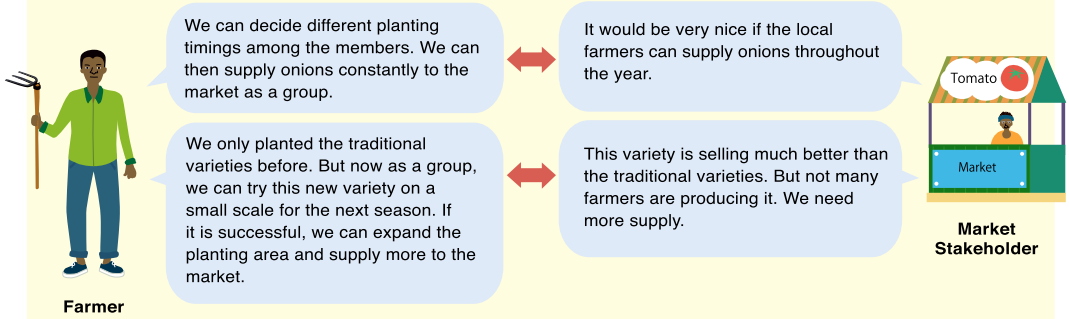 We can decide different planting
timings among the members. We can
then supply onions constantly to the
market as a group.
It would be very nice if the local
farmers can supply onions throughout
the year.
We only planted the traditional
varieties before. But now as a group,
we can try this new variety on a
small scale for the next season. If
it is successful, we can expand the
planting area and supply more to the
market.
This variety is selling much better than
the traditional varieties. But not many
farmers are producing it. We need
more supply.
Farmer
Tomato
Market
Market
Stakeholder